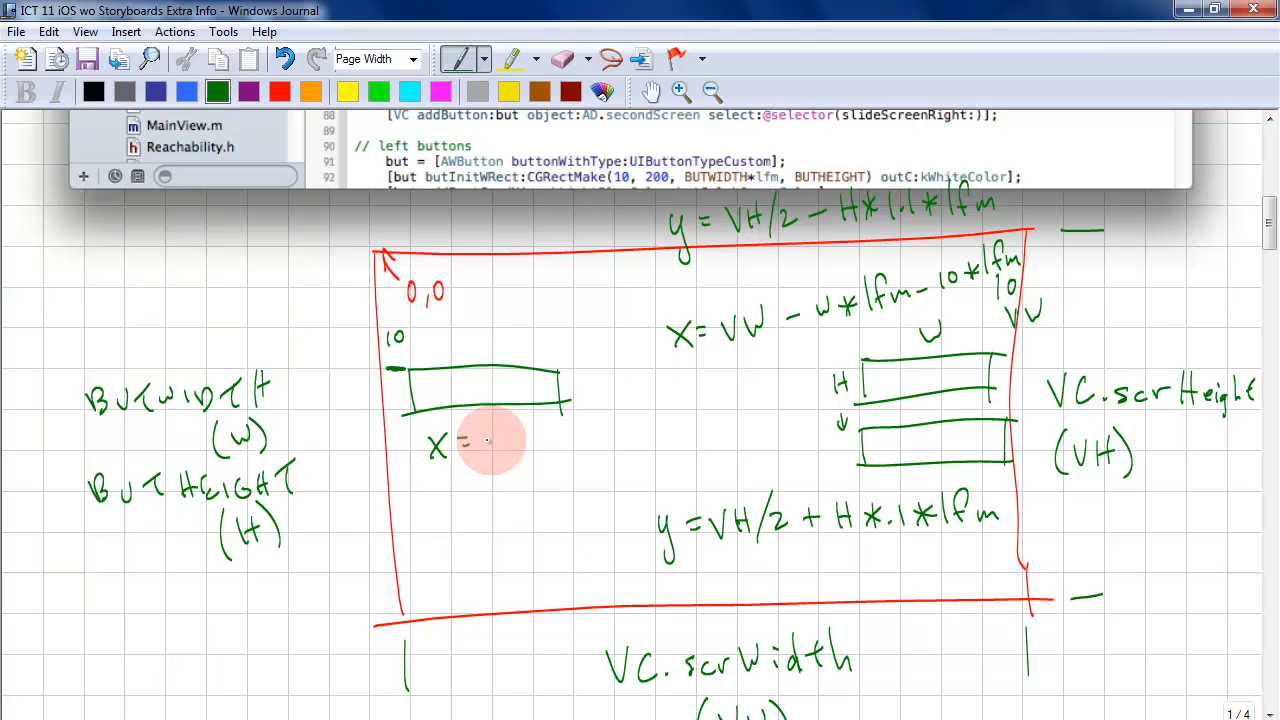 ICT 11 iOS wo Storyboards Extra Info - Windows Journal
File Edit View Insert Actions Tools Help
Page Width
B I
MainView.m
Reachability.h
88 [VC addButton:but object:AD.secondScreen select:@selector(slideScreenRight:)];
89
90 // left buttons
91 but = [AWButton buttonWithType:UIButtonTypeCustom];
92 [but butInitWRect:CGRectMake(10, 200, BUTWIDTH*lfm, BUTHEIGHT) outC:kWhiteColor];
y = VH/2 - H*1.1*lfm
0,0
x = VW - W*lfm - 10*lfm
10
VW
10
W
H
BUTWIDTH
(W)
BUTHEIGHT
(H)
VC.scrHeight
(VH)
X =
y = VH/2 + H*.1*lfm
VC.scrWidth
(VW)
1/4